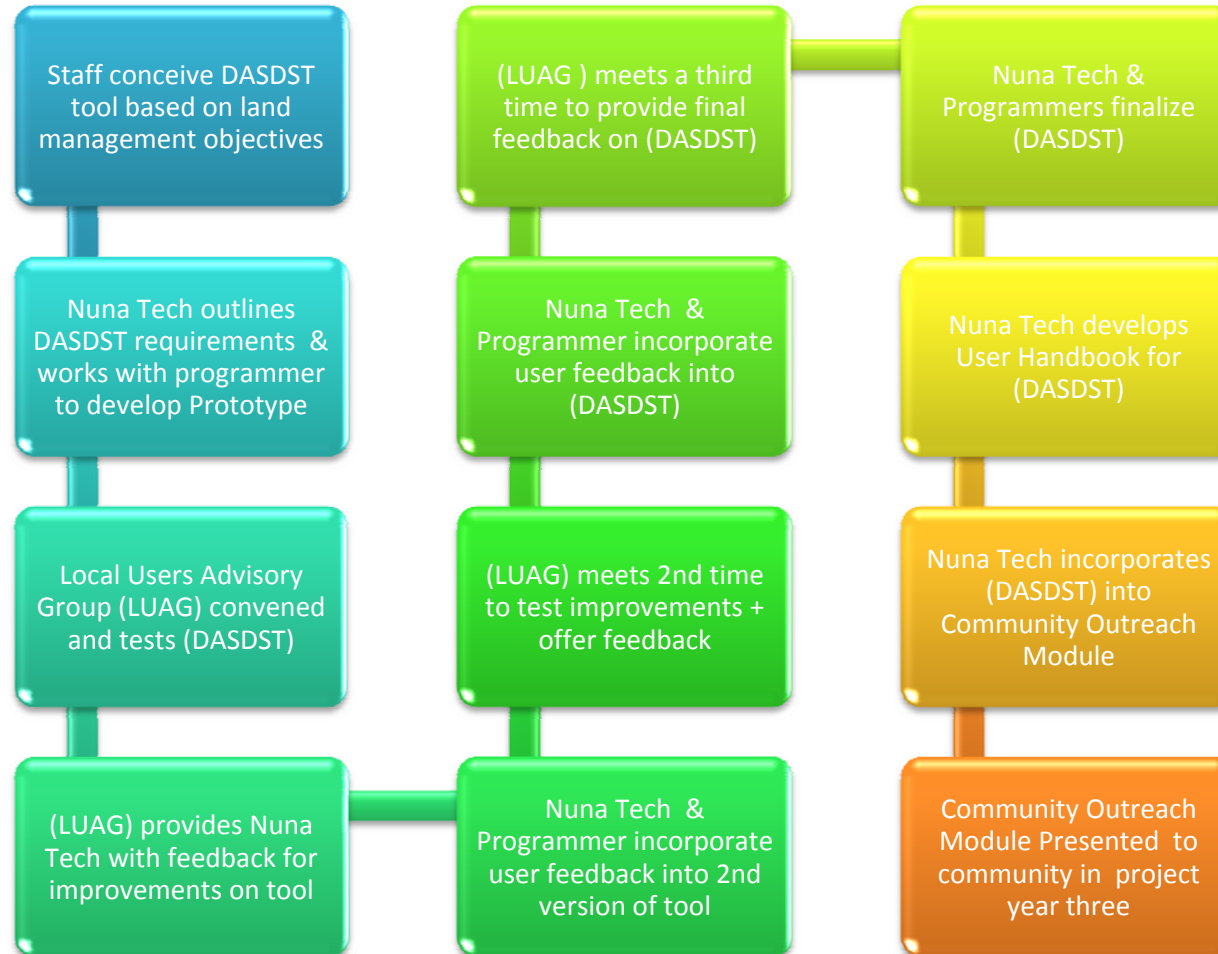 Staff conceive DASDST
tool based on land
management objectives
Nuna Tech outlines
DASDST requirements & 
works with programmer
to develop Prototype
Local Users Advisory
Group (LUAG) convened
and tests (DASDST)
(LUAG) provides Nuna
Tech with feedback for
improvements on tool
Nuna Tech &
Programmer incorporate
user feedback into 2nd
version of tool
(LUAG) meets 2nd time
to test improvements +
offer feedback
Nuna Tech &
Programmer incorporate
user feedback into
(DASDST)
(LUAG ) meets a third
time to provide final
feedback on (DASDST)
Nuna Tech &
Programmers finalize
(DASDST)
Nuna Tech develops
User Handbook for
(DASDST)
Nuna Tech incorporates
(DASDST) into
Community Outreach
Module
Community Outreach
Module Presented to
community in project
year three